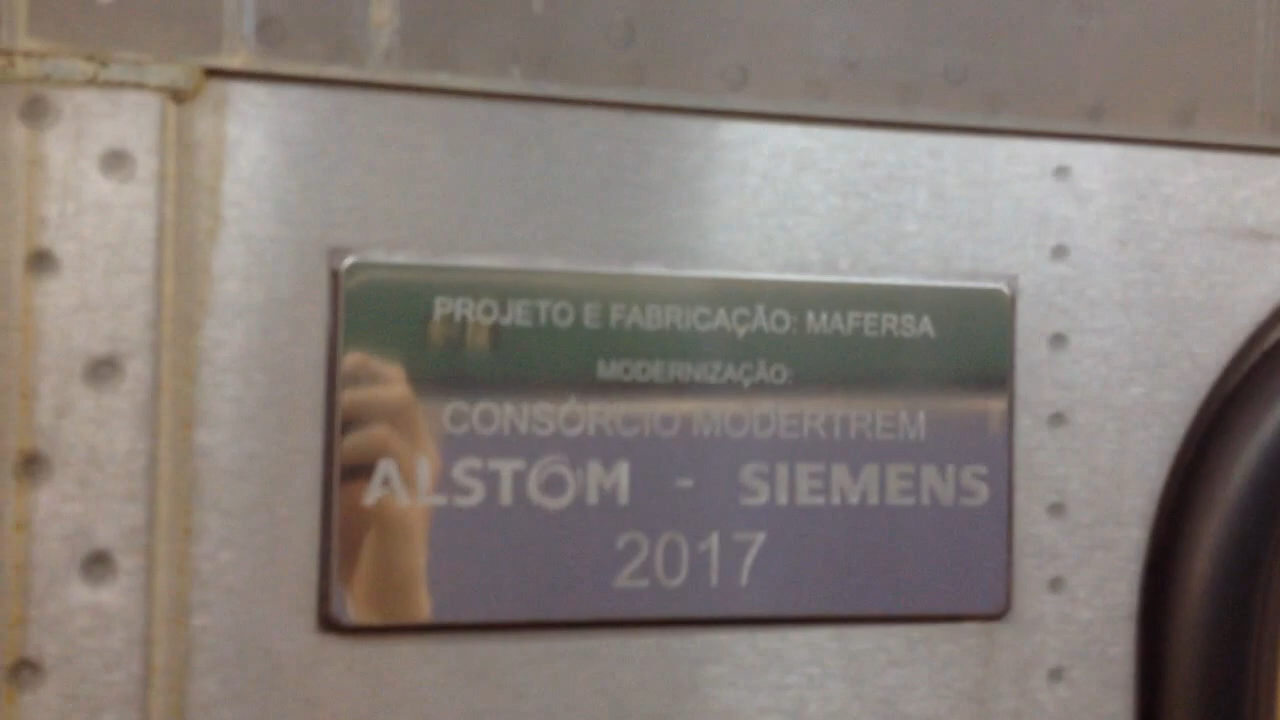 PROJETO E FABRICAÇÃO: MAFERSA
MODERNIZAÇÃO:
CONSÓRCIO MODERTREM
ALSTOM - SIEMENS
2017